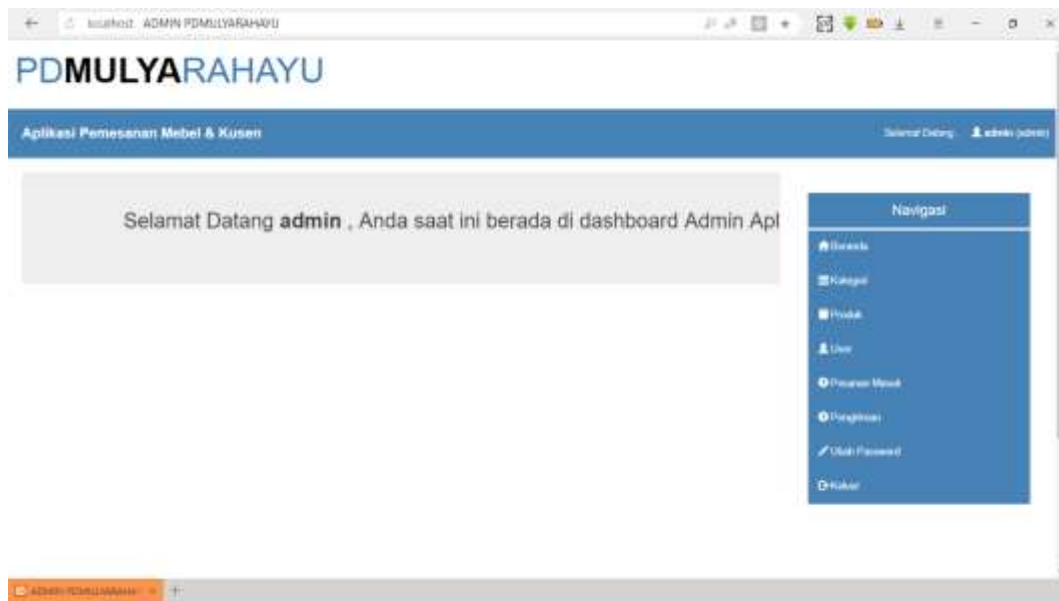 localhost ADMIN PDMULYARAHAYU
PDMULYARAHAYU
Aplikasi Pemesanan Mebel & Kusen
Selamat Datang admin (admin)
Selamat Datang admin , Anda saat ini berada di dashboard Admin Apl
Navigasi
Beranda
Kategori
Produk
User
Pesanan Masuk
Pengiriman
Ubah Password
Keluar